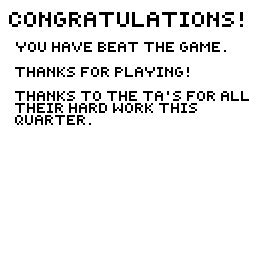 CONGRATULATIONS!
YOU HAVE BEAT THE GAME.
THANKS FOR PLAYING!
THANKS TO THE TA'S FOR ALL
THEIR HARD WORK THIS
QUARTER.